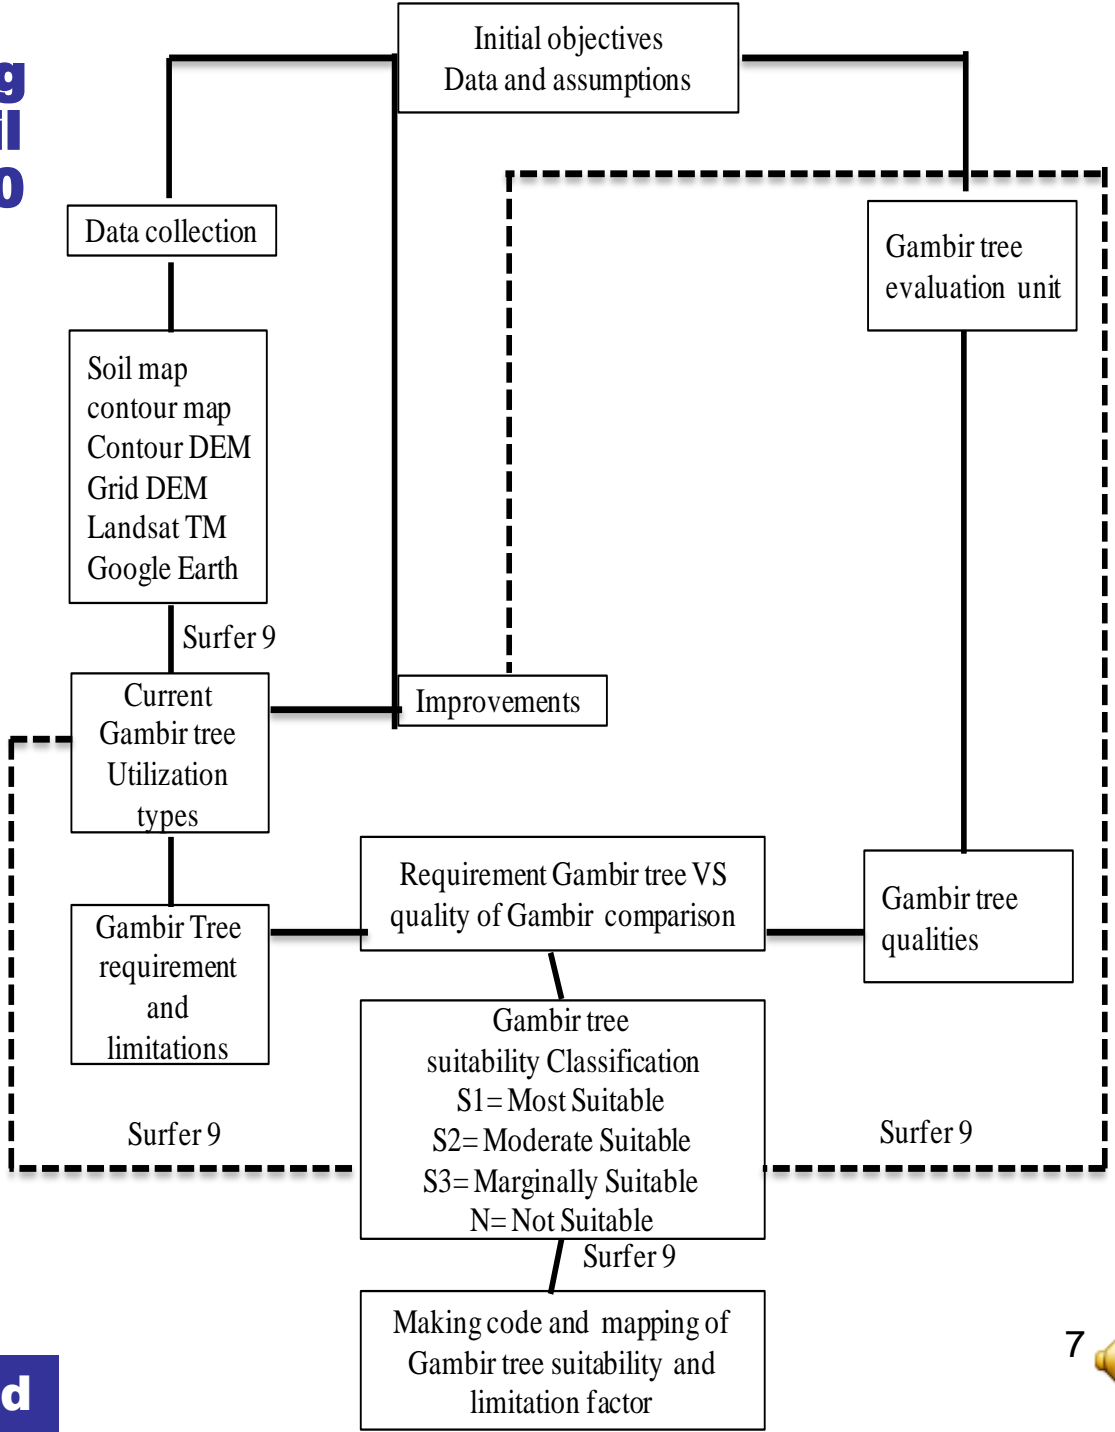 Initial objectives
Data and assumptions
g
il
0
Data collection
Gambir tree
evaluation unit
Soil map
contour map
Contour DEM
Grid DEM
Landsat TM
Google Earth
Surfer 9
Current
Gambir tree
Utilization
types
Improvements
Requirement Gambir tree VS
quality of Gambir comparison
Gambir tree
qualities
Gambir Tree
requirement
and
limitations
Gambir tree
suitability Classification
S1= Most Suitable
S2= Moderate Suitable
S3= Marginally Suitable
N= Not Suitable
Surfer 9
Surfer 9
Surfer 9
Making code and mapping of
Gambir tree suitability and
limitation factor
7
d